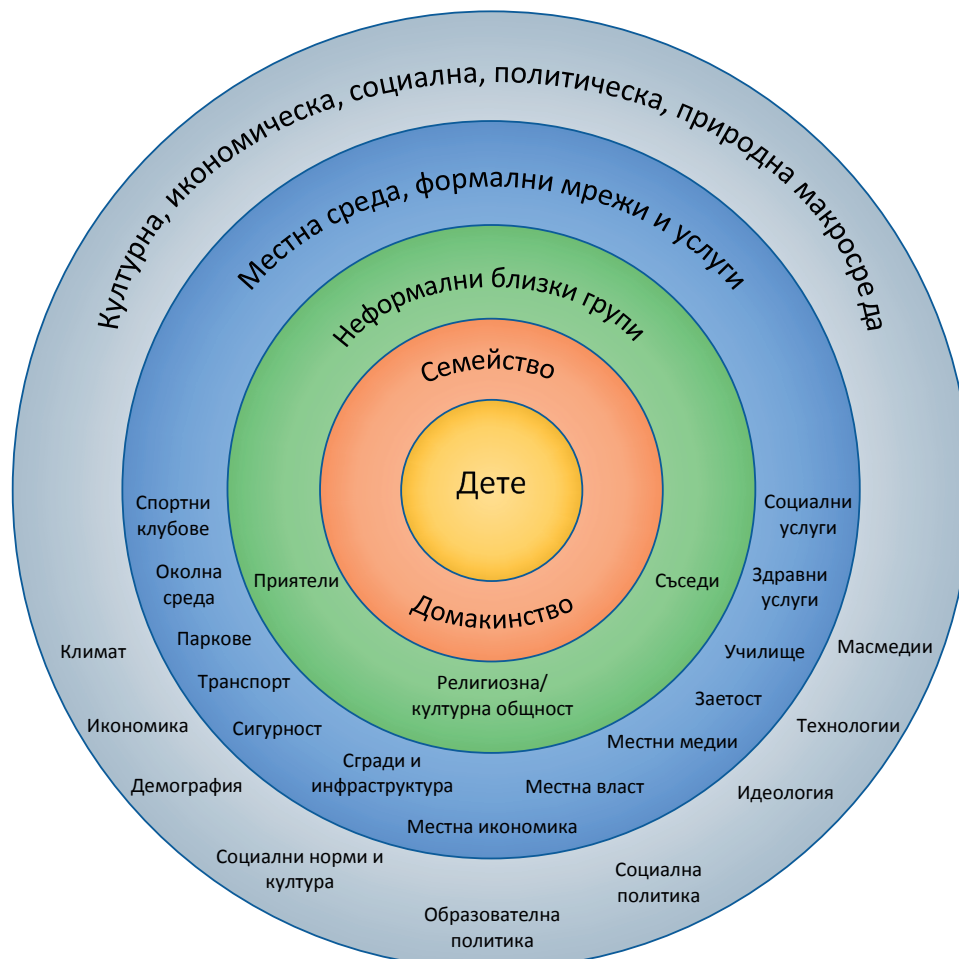 Културна, икономическа, социална, политическа, природна макросре да
Местна среда, формални мрежи и услуги
Неформални близки групи
Семейство
Дете
Домакинство
Приятели
Съседи
Религиозна/
културна общност
Спортни
клубове
Околна
среда
Паркове
Транспорт
Сигурност
Сгради и
инфраструктура
Местна икономика
Местна власт
Местни медии
Заетост
Училище
Здравни
услуги
Социални
услуги
Климат
Икономика
Демография
Социални норми и
култура
Образователна
политика
Социална
политика
Идеология
Технологии
Масмедии